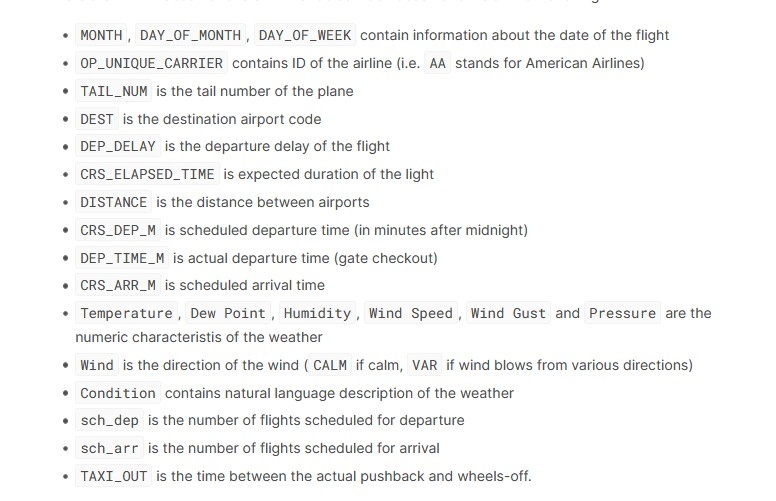 • MONTH , DAY_OF_MONTH , DAY_OF_WEEK contain information about the date of the flight
• OP_UNIQUE_CARRIER contains ID of the airline (i.e. AA stands for American Airlines)
• TAIL_NUM is the tail number of the plane
• DEST is the destination airport code
• DEP_DELAY is the departure delay of the flight
• CRS_ELAPSED_TIME is expected duration of the light
• DISTANCE is the distance between airports
• CRS_DEP_M is scheduled departure time (in minutes after midnight)
• DEP_TIME_M is actual departure time (gate checkout)
• CRS_ARR_M is scheduled arrival time
• Temperature , Dew Point , Humidity , Wind Speed , Wind Gust and Pressure are the
numeric characteristis of the weather
• Wind is the direction of the wind ( CALM if calm, VAR if wind blows from various directions)
• Condition contains natural language description of the weather
• sch_dep is the number of flights scheduled for departure
• sch_arr is the number of flights scheduled for arrival
• TAXI_OUT is the time between the actual pushback and wheels-off.